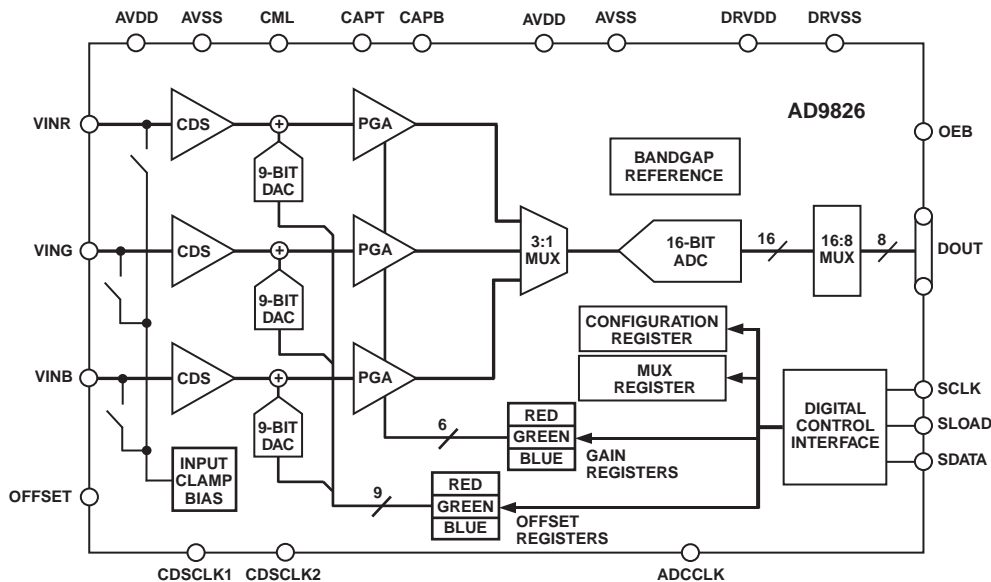 AVDD AVSS CML CAPT CAPB AVDD AVSS DRVDD DRVSS
AD9826
VINR
CDS
+
PGA
OEB
9-BIT
DAC
BANDGAP
REFERENCE
VING
CDS
+
PGA
3:1
MUX
16-BIT
ADC
16
16:8
MUX
8
DOUT
9-BIT
DAC
CONFIGURATION
REGISTER
VINB
CDS
+
PGA
MUX
REGISTER
SCLK
9-BIT
DAC
6
RED
GREEN
BLUE
GAIN
REGISTERS
DIGITAL
CONTROL
INTERFACE
SLOAD
SDATA
INPUT
CLAMP
BIAS
OFFSET
9
RED
GREEN
BLUE
OFFSET
REGISTERS
CDSCLK1 CDSCLK2 ADCCLK